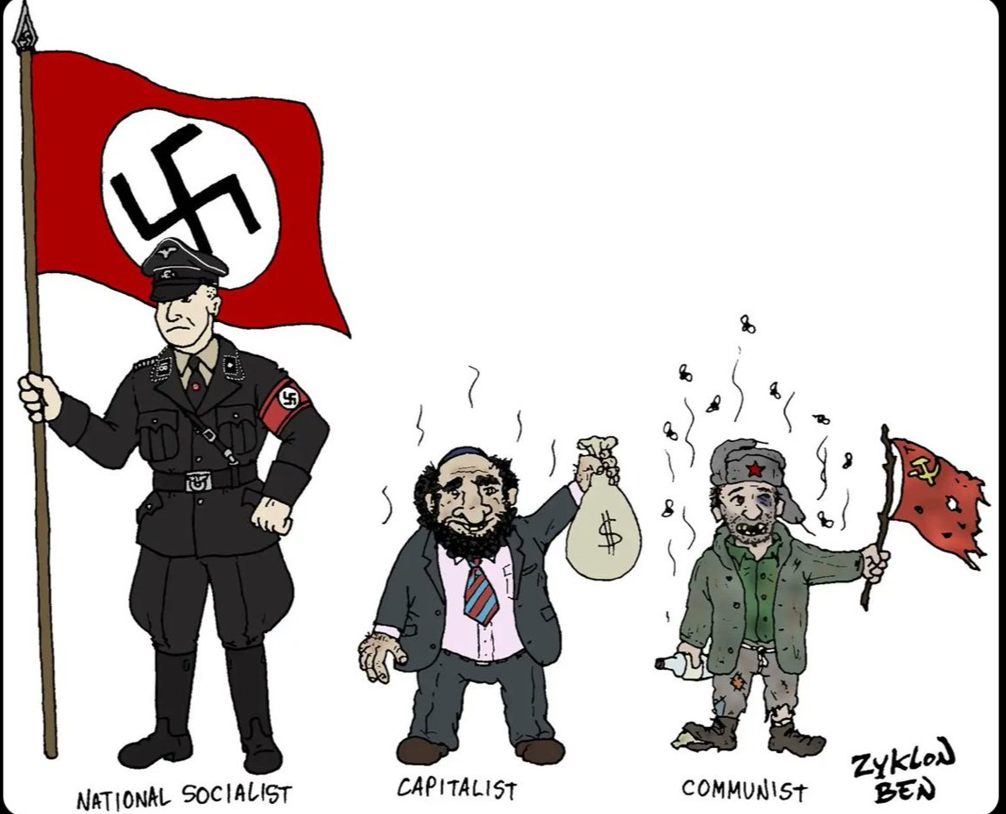 $
NATIONAL SOCIALIST
CAPITALIST
COMMUNIST
ZYKLON
BEN